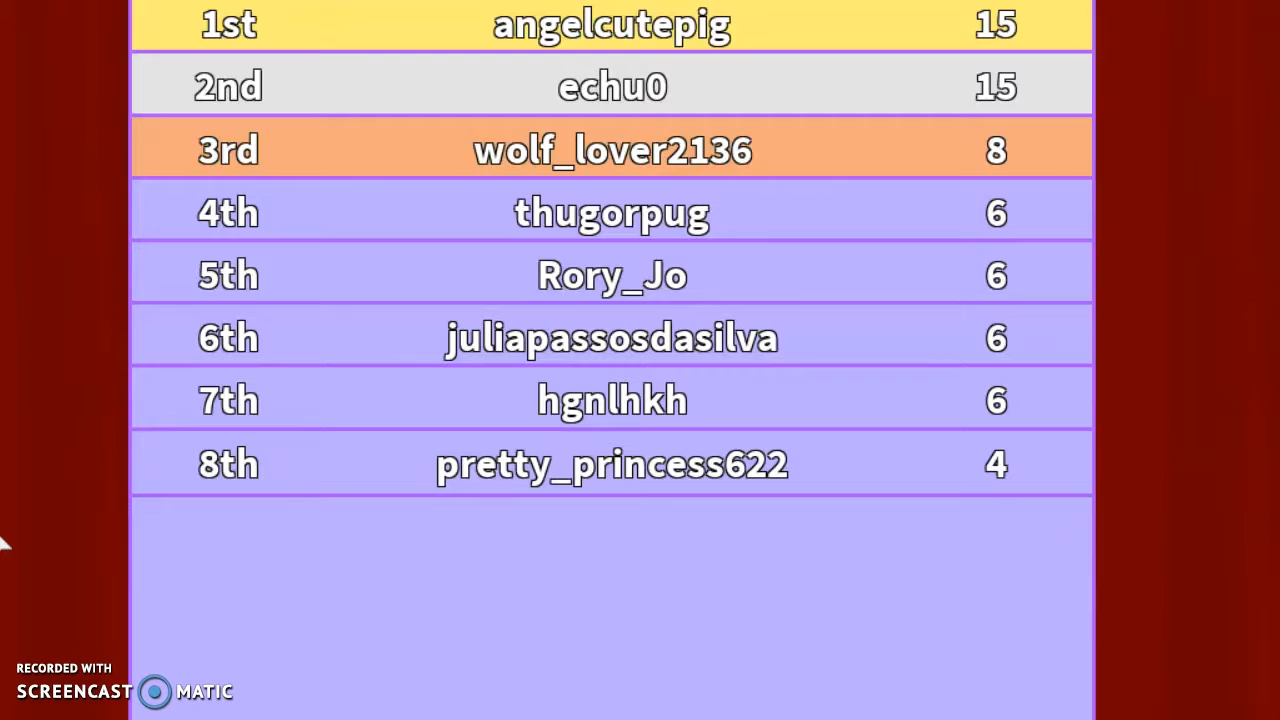 1st angelcutepig 15
2nd echu0 15
3rd wolf_lover2136 8
4th thugorpug 6
5th Rory_Jo 6
6th juliapassosdasilva 6
7th hgnlhkh 6
8th pretty_princess622 4
RECORDED WITH
SCREENCAST MATIC